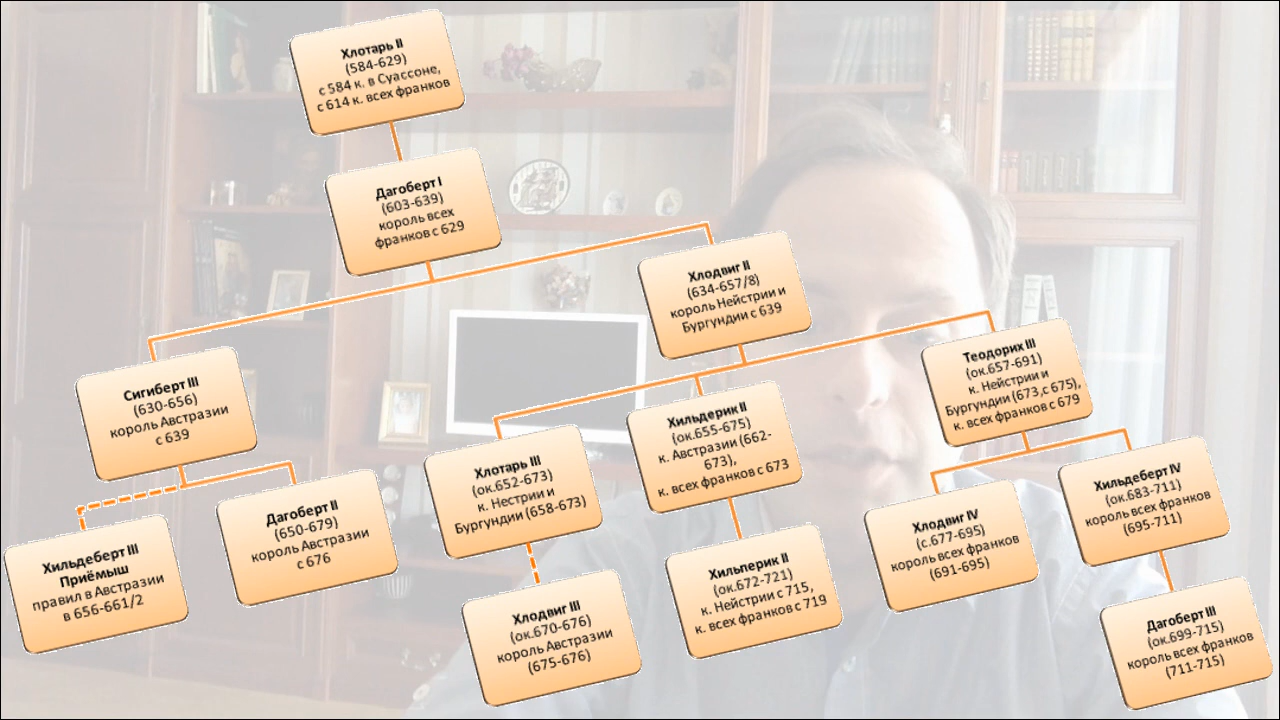 Хлотарь II
(584-629)
с 584 к. в Суассоне,
с 614 к. всех франков
Дагоберт I
(603-639)
король всех
франков с 629
Хлодвиг II
(634-657/8)
король Нейстрии и
Бургундии с 639
Сигиберт III
(630-656)
король Австразии
с 639
Хильдеберт III
Приёмыш
правил в Австразии
в 656-661/2
Дагоберт II
(650-679)
король Австразии
с 676
Хлотарь III
(ок.652-673)
к. Нестрии и
Бургундии (658-673)
Хлодвиг III
(ок.670-676)
король Австразии
(675-676)
Хильдерик II
(ок.655-675)
к. Австразии (662-
673),
к. всех франков с 673
Хильперик II
(ок.672-721)
к. Нейстрии с 715,
к. всех франков с 719
Теодорих III
(ок.657-691)
к. Нейстрии и
Бургундии (673,с 675),
к. всех франков с 679
Хлодвиг IV
(с.677-695)
король всех франков
(691-695)
Хильдеберт IV
(ок.683-711)
король всех франков
(695-711)
Дагоберт III
(ок.699-715)
король всех франков
(711-715)